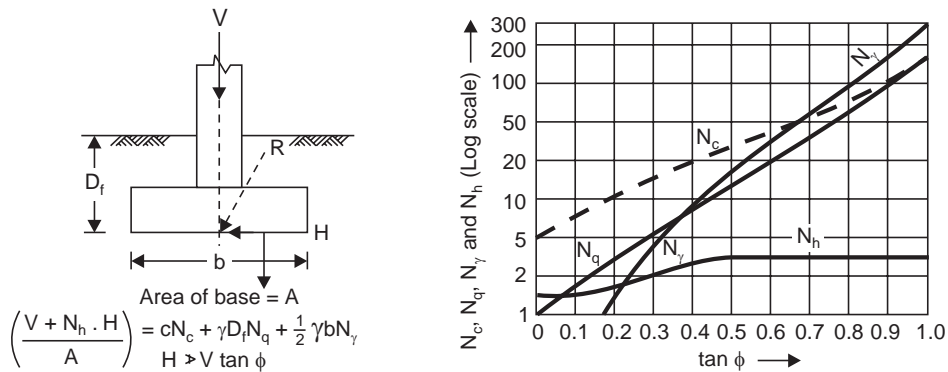 V
R
D_f
H
b
Area of base = A
((V + N_h . H) / A) = cN_c + γD_fN_q + 1/2 γbN_γ
H ≯ V tan ϕ
N_c, N_q, N_γ and N_h (Log scale)
300
200
100
50
20
10
5
2
1
N_γ
N_c
N_q
N_γ
N_h
0 0.1 0.2 0.3 0.4 0.5 0.6 0.7 0.8 0.9 1.0
tan ϕ